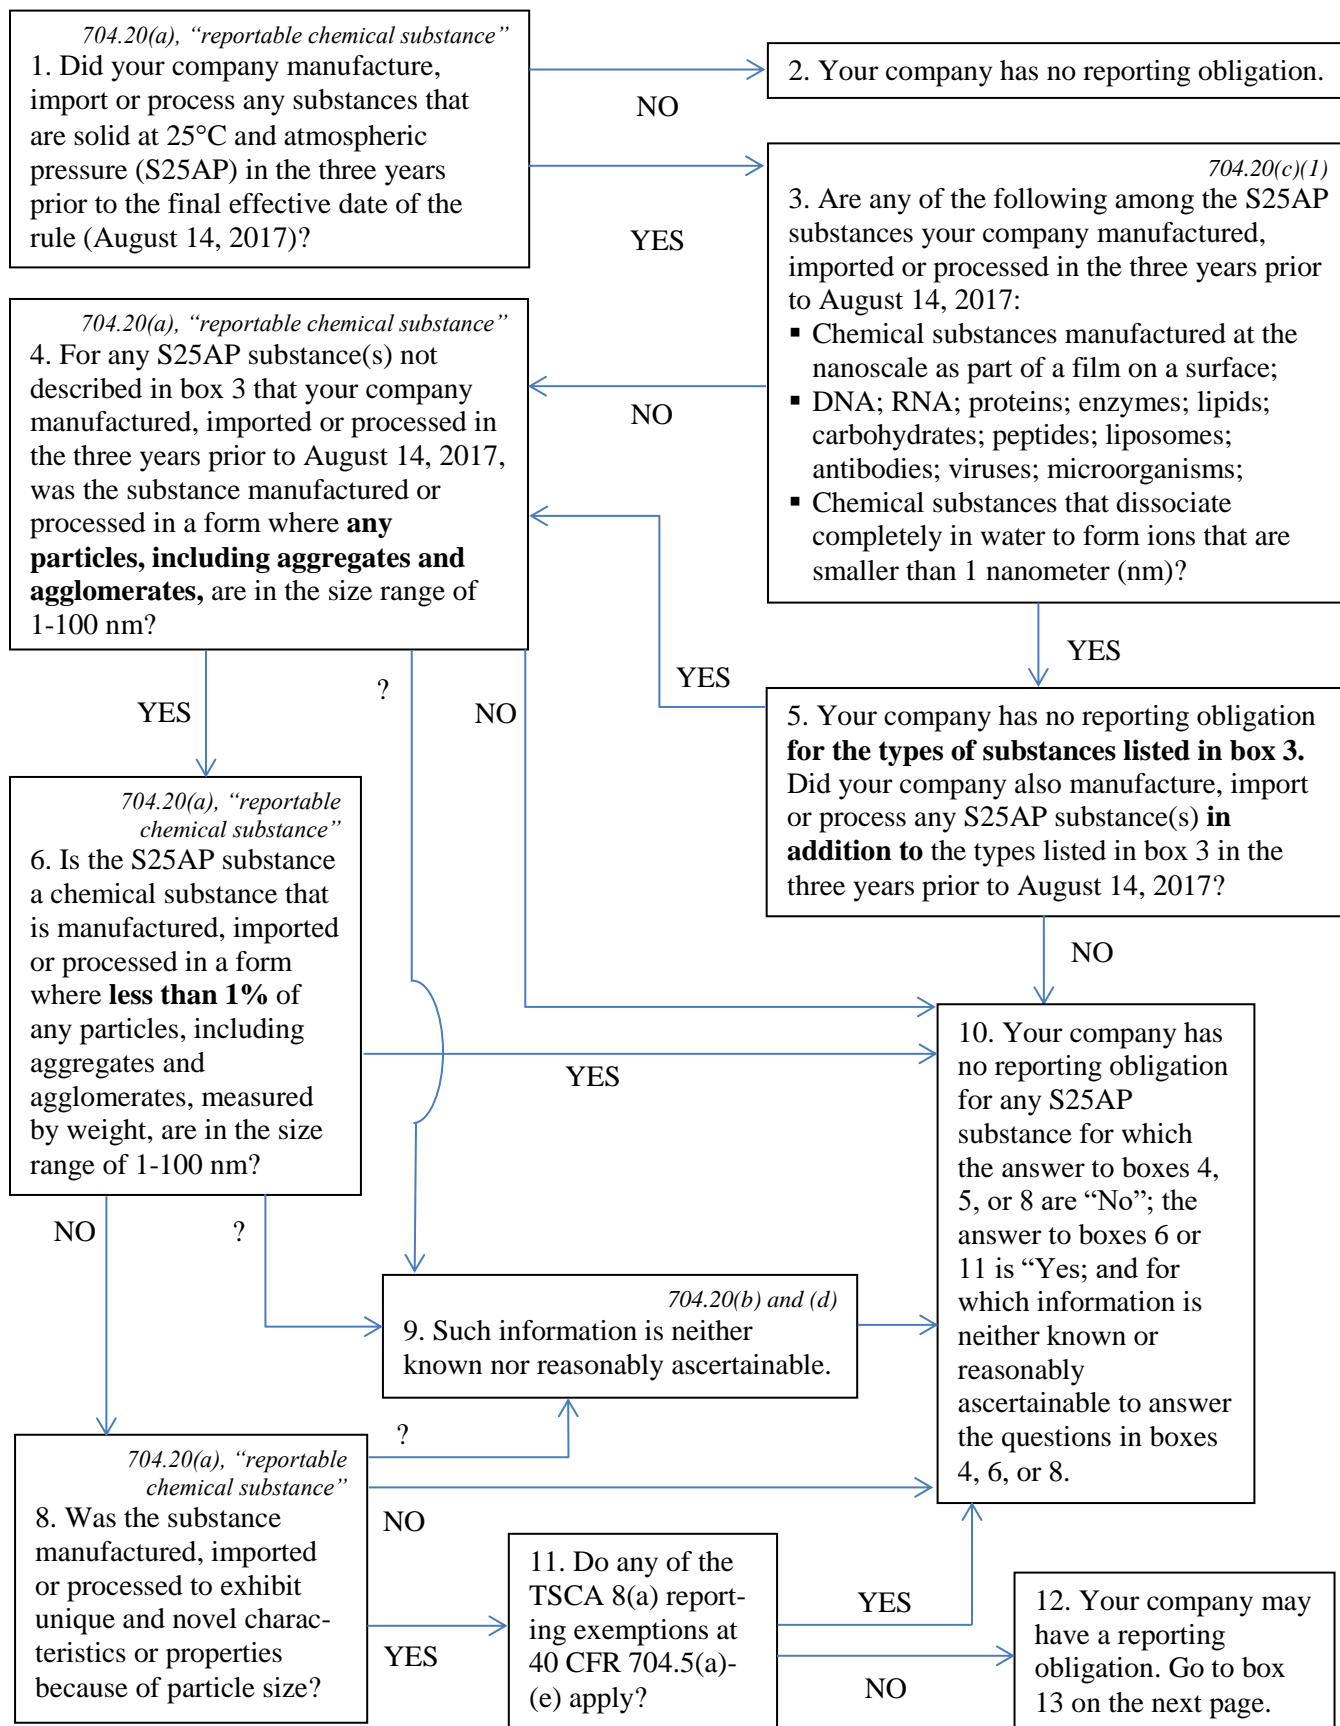 704.20(a), “reportable chemical substance”
1. Did your company manufacture,
import or process any substances that
are solid at 25°C and atmospheric
pressure (S25AP) in the three years
prior to the final effective date of the
rule (August 14, 2017)?
NO
2. Your company has no reporting obligation.
YES
704.20(c)(1)
3. Are any of the following among the S25AP
substances your company manufactured,
imported or processed in the three years prior
to August 14, 2017:
▪ Chemical substances manufactured at the
nanoscale as part of a film on a surface;
▪ DNA; RNA; proteins; enzymes; lipids;
carbohydrates; peptides; liposomes;
antibodies; viruses; microorganisms;
▪ Chemical substances that dissociate
completely in water to form ions that are
smaller than 1 nanometer (nm)?
NO
YES
704.20(a), “reportable chemical substance”
4. For any S25AP substance(s) not
described in box 3 that your company
manufactured, imported or processed in
the three years prior to August 14, 2017,
was the substance manufactured or
processed in a form where any
particles, including aggregates and
agglomerates, are in the size range of
1-100 nm?
YES
?
NO
YES
5. Your company has no reporting obligation
for the types of substances listed in box 3.
Did your company also manufacture, import
or process any S25AP substance(s) in
addition to the types listed in box 3 in the
three years prior to August 14, 2017?
NO
704.20(a), “reportable
chemical substance”
6. Is the S25AP substance
a chemical substance that
is manufactured, imported
or processed in a form
where less than 1% of
any particles, including
aggregates and
agglomerates, measured
by weight, are in the size
range of 1-100 nm?
YES
NO
?
704.20(b) and (d)
9. Such information is neither
known nor reasonably ascertainable.
10. Your company has
no reporting obligation
for any S25AP
substance for which
the answer to boxes 4,
5, or 8 are “No”; the
answer to boxes 6 or
11 is “Yes; and for
which information is
neither known or
reasonably
ascertainable to answer
the questions in boxes
4, 6, or 8.
704.20(a), “reportable
chemical substance”
8. Was the substance
manufactured, imported
or processed to exhibit
unique and novel charac-
teristics or properties
because of particle size?
?
NO
YES
11. Do any of the
TSCA 8(a) report-
ing exemptions at
40 CFR 704.5(a)-
(e) apply?
YES
NO
12. Your company may
have a reporting
obligation. Go to box
13 on the next page.